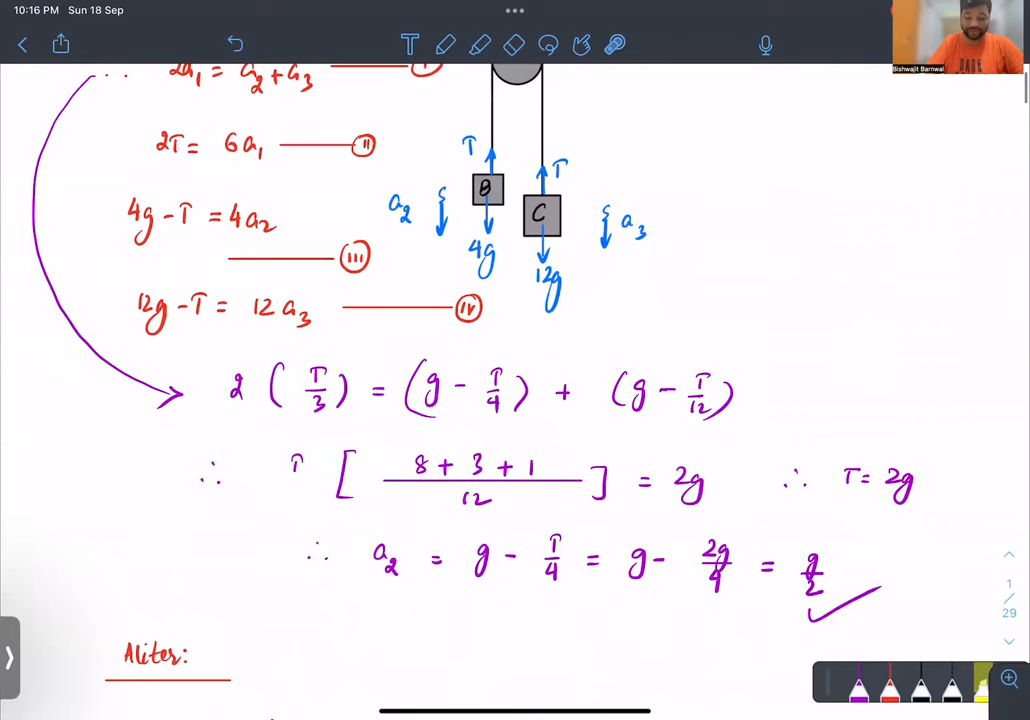 10:16 PM Sun 18 Sep
Bishwajit Barnwal
2a₁ = a₂ + a₃ ——— (I)
2T = 6a₁ ——— (II)
4g - T = 4a₂
——— (III)
12g - T = 12a₃ ——— (IV)
T
T
B
C
a₂
a₃
4g
12g
2 (T/3) = (g - T/4) + (g - T/12)
∴ T [ (8 + 3 + 1)/12 ] = 2g ∴ T = 2g
∴ a₂ = g - T/4 = g - 2g/4 = g/2
Aliter:
1
/
29